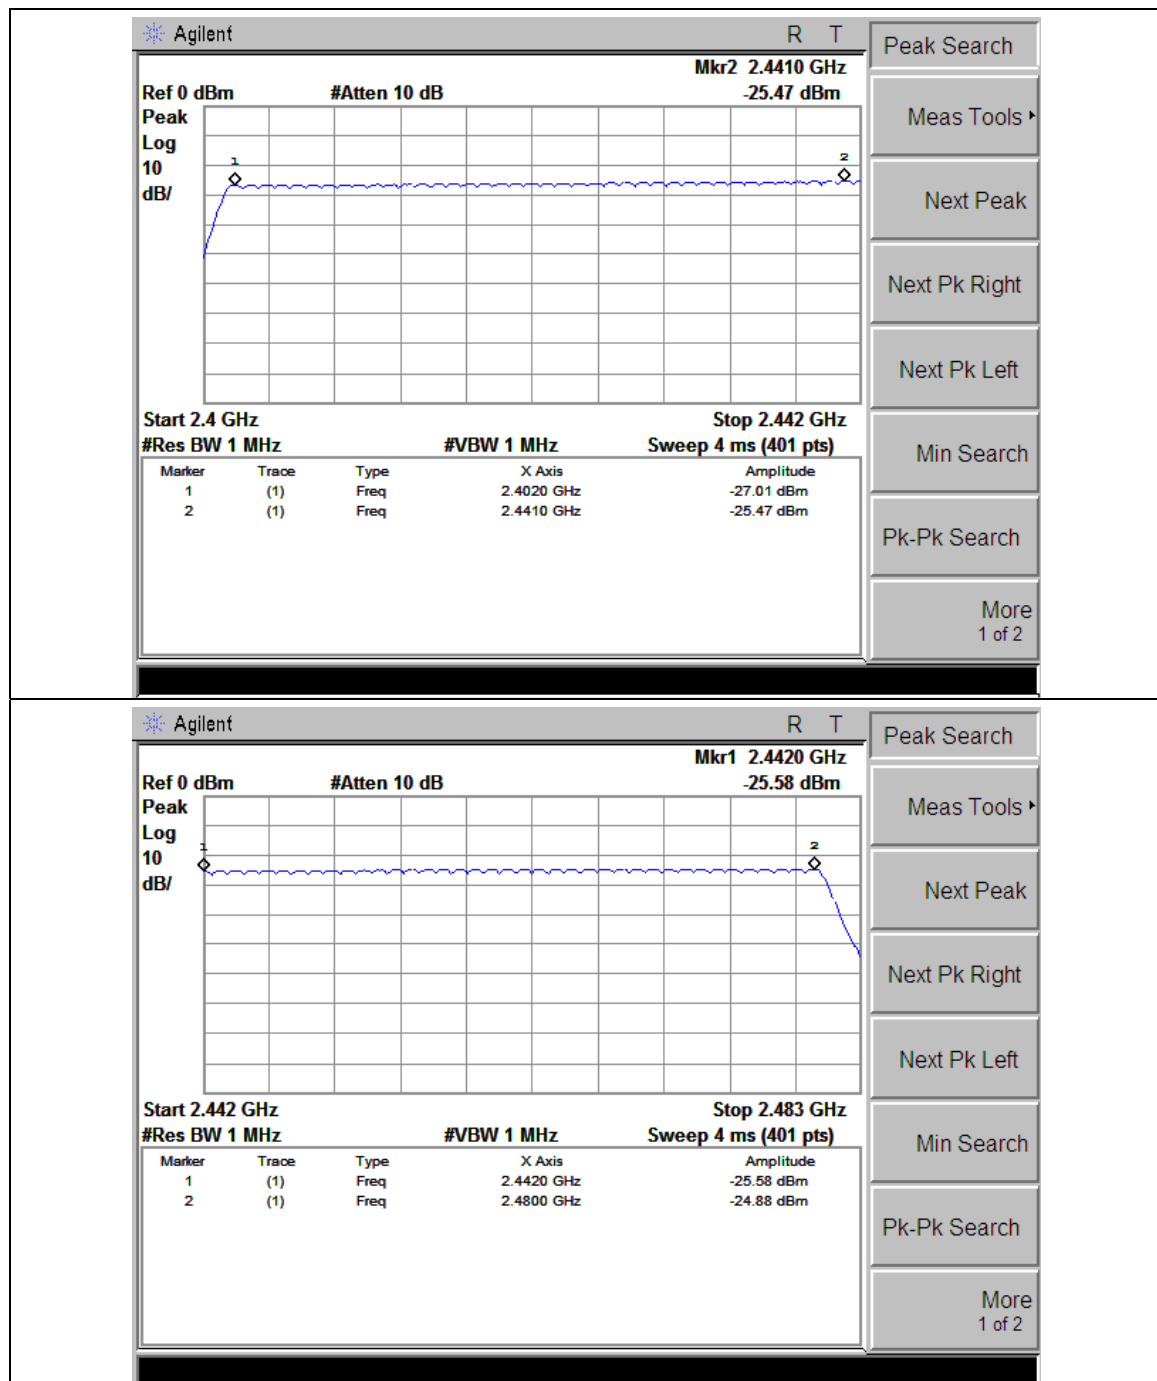 Agilent R T
Peak Search
Mkr2 2.4410 GHz
Ref 0 dBm #Atten 10 dB -25.47 dBm
Peak
Log
10
dB/
1
2
Start 2.4 GHz Stop 2.442 GHz
#Res BW 1 MHz #VBW 1 MHz Sweep 4 ms (401 pts)
Marker Trace Type X Axis Amplitude
1 (1) Freq 2.4020 GHz -27.01 dBm
2 (1) Freq 2.4410 GHz -25.47 dBm
Meas Tools
Next Peak
Next Pk Right
Next Pk Left
Min Search
Pk-Pk Search
More
1 of 2
Agilent R T
Peak Search
Mkr1 2.4420 GHz
Ref 0 dBm #Atten 10 dB -25.58 dBm
Peak
Log
10
dB/
1
2
Start 2.442 GHz Stop 2.483 GHz
#Res BW 1 MHz #VBW 1 MHz Sweep 4 ms (401 pts)
Marker Trace Type X Axis Amplitude
1 (1) Freq 2.4420 GHz -25.58 dBm
2 (1) Freq 2.4800 GHz -24.88 dBm
Meas Tools
Next Peak
Next Pk Right
Next Pk Left
Min Search
Pk-Pk Search
More
1 of 2